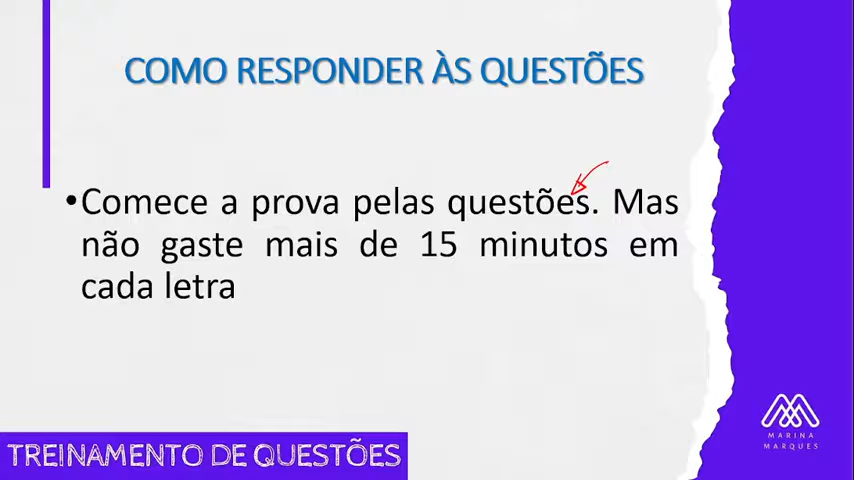 COMO RESPONDER ÀS QUESTÕES
•Comece a prova pelas questões. Mas
não gaste mais de 15 minutos em
cada letra
TREINAMENTO DE QUESTÕES
MARINA
MARQUES